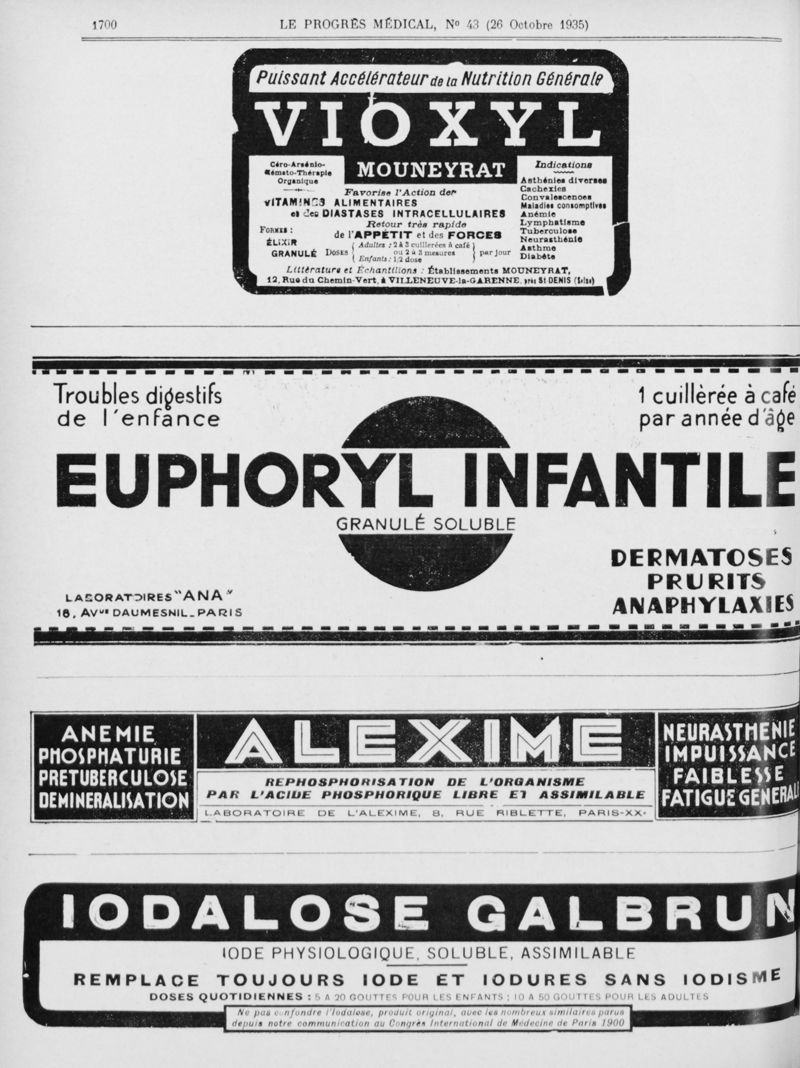 1700
LE PROGRÈS MÉDICAL, No 43 (26 Octobre 1935)
Puissant Accélérateur de la Nutrition Générale
VIOXYL
MOUNEYRAT
Céro-Arsénio-
Hémato-Thérapie
Organique
Favorise l'Action des
VITAMINES ALIMENTAIRES
et des DIASTASES INTRACELLULAIRES
Retour très rapide
de l'APPÉTIT et des FORCES
FORMES :
ÉLIXIR
GRANULÉ
DOSES
Adultes : 2 à 3 cuillerées à café
ou 2 à 3 mesures
Enfants : 1/2 dose
par jour
Indications
Asthénies diverses
Cachexies
Convalescences
Maladies consomptives
Anémie
Lymphatisme
Tuberculose
Neurasthénie
Asthme
Diabète
Littérature et Échantillons : Établissements MOUNEYRAT,
12, Rue du Chemin-Vert, à VILLENEUVE-la-GARENNE, près St DENIS (Seine)
Troubles digestifs
de l'enfance
1 cuillèrée à café
par année d'âge
EUPHORYL INFANTILE
GRANULÉ SOLUBLE
DERMATOSES
PRURITS
ANAPHYLAXIES
LABORATOIRES "ANA"
18, AVUE DAUMESNIL_PARIS
ANEMIE
PHOSPHATURIE
PRETUBERCULOSE
DEMINERALISATION
ALEXIME
REPHOSPHORISATION DE L'ORGANISME
PAR L'ACIDE PHOSPHORIQUE LIBRE ET ASSIMILABLE
LABORATOIRE DE L'ALEXIME, 8, RUE RIBLETTE, PARIS-XX·
NEURASTHENIE
IMPUISSANCE
FAIBLESSE
FATIGUE GENERALE
IODALOSE GALBRUN
IODE PHYSIOLOGIQUE, SOLUBLE, ASSIMILABLE
REMPLACE TOUJOURS IODE ET IODURES SANS IODISME
DOSES QUOTIDIENNES : 5 A 20 GOUTTES POUR LES ENFANTS ; 10 A 50 GOUTTES POUR LES ADULTES
Ne pas confondre l'Iodalose, produit original, avec les nombreux similaires parus
depuis notre communication au Congrès International de Médecine de Paris 1900